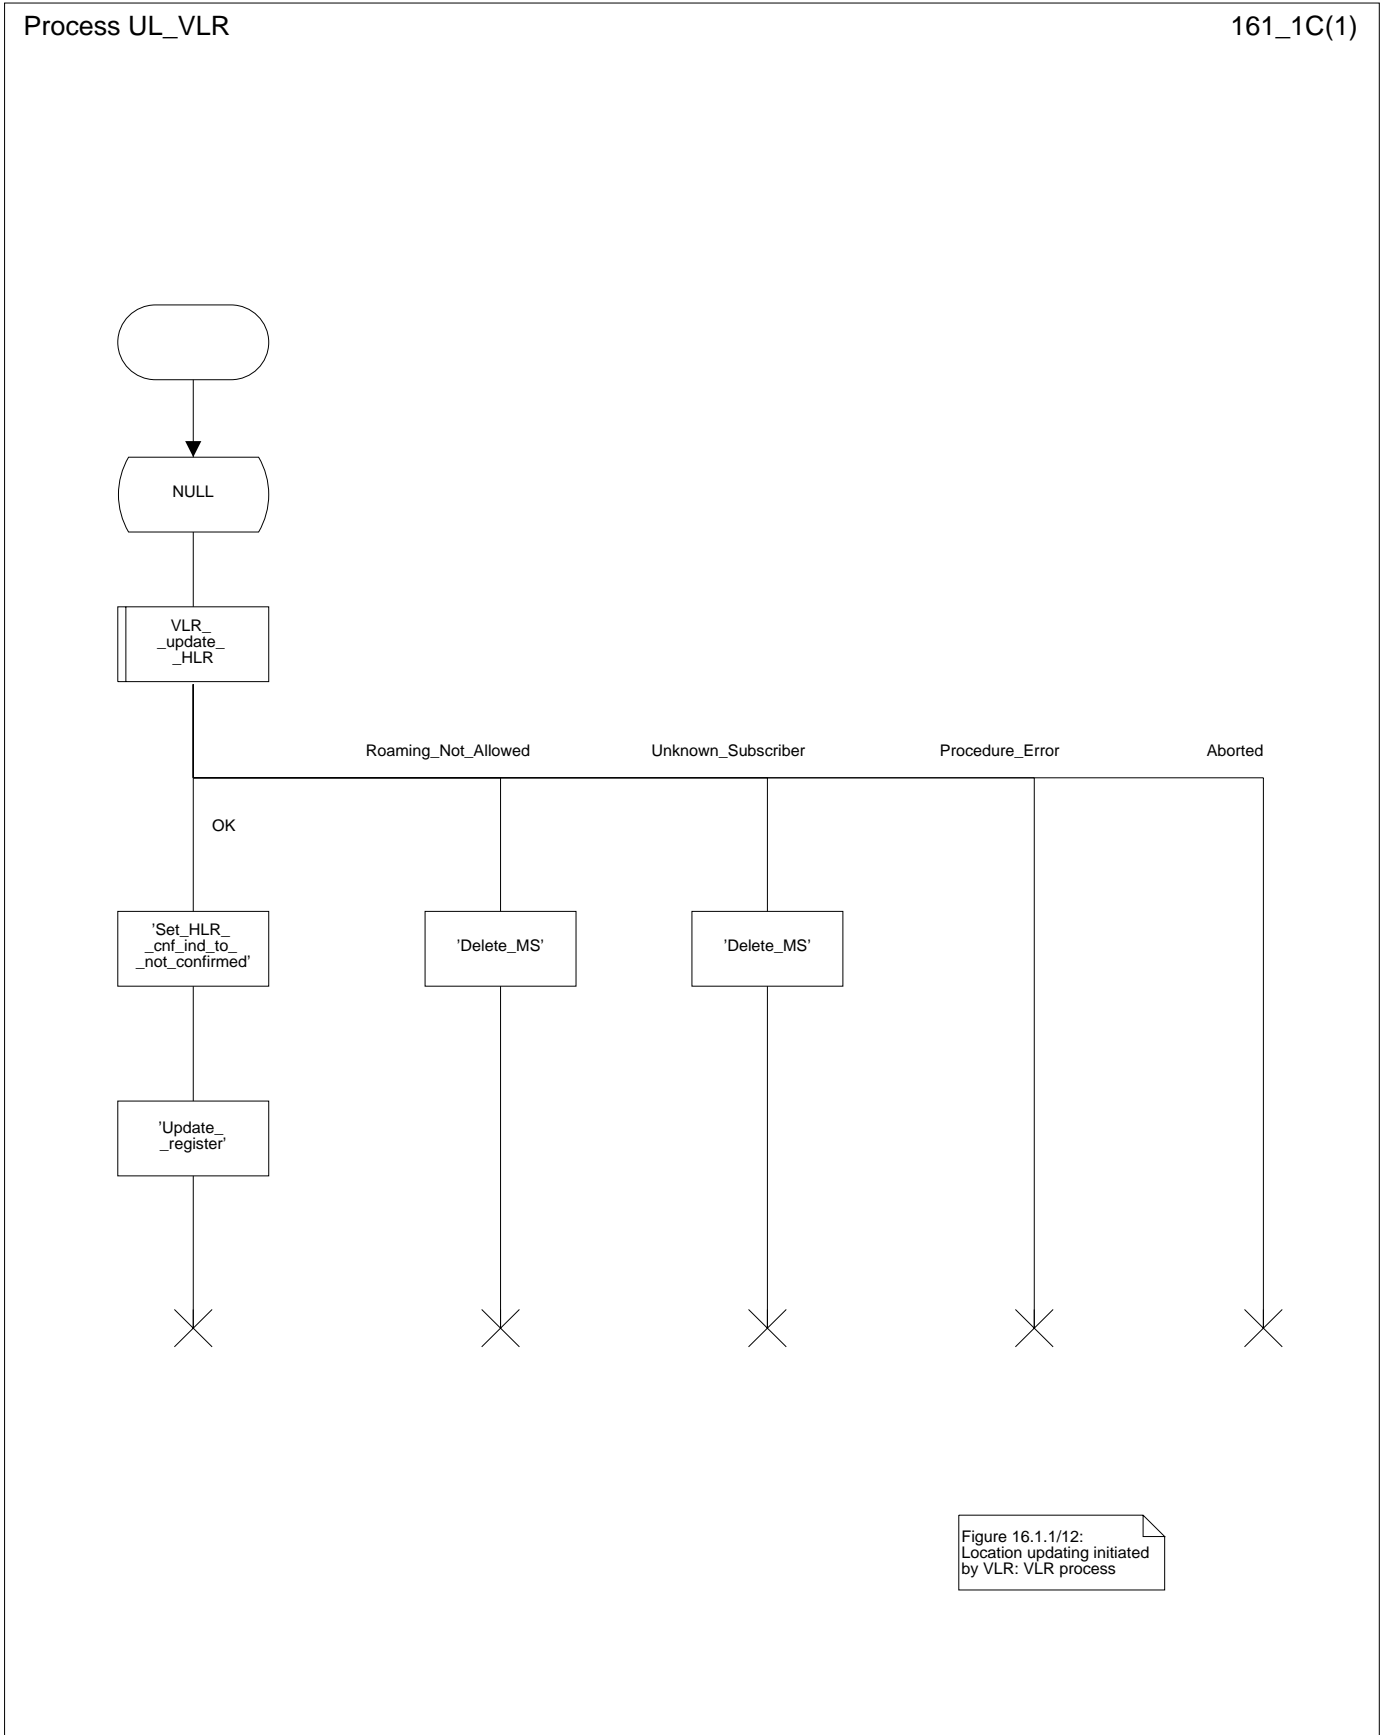 Process UL_VLR
161_1C(1)
NULL
VLR_
_update_
_HLR
Roaming_Not_Allowed
Unknown_Subscriber
Procedure_Error
Aborted
OK
'Set_HLR_
_cnf_ind_to_
_not_confirmed'
'Delete_MS'
'Delete_MS'
'Update_
_register'
Figure 16.1.1/12:
Location updating initiated
by VLR: VLR process